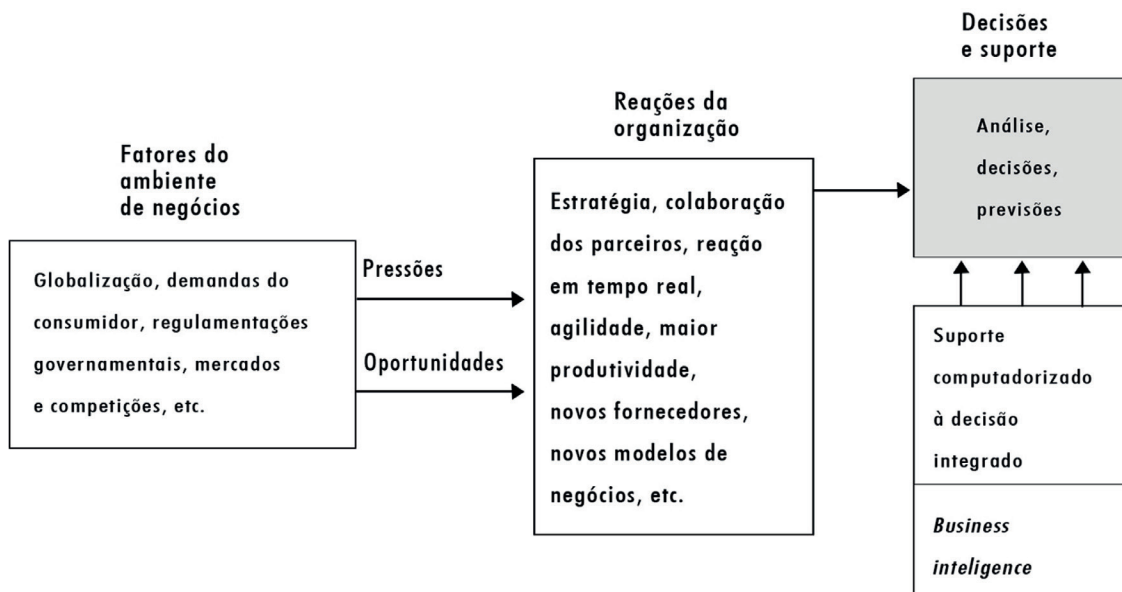 Fatores do
ambiente
de negócios
Globalização, demandas do
consumidor, regulamentações
governamentais, mercados
e competições, etc.
Pressões
Oportunidades
Reações da
organização
Estratégia, colaboração
dos parceiros, reação
em tempo real,
agilidade, maior
produtividade,
novos fornecedores,
novos modelos de
negócios, etc.
Decisões
e suporte
Análise,
decisões,
previsões
Suporte
computadorizado
à decisão
integrado
Business
inteligence